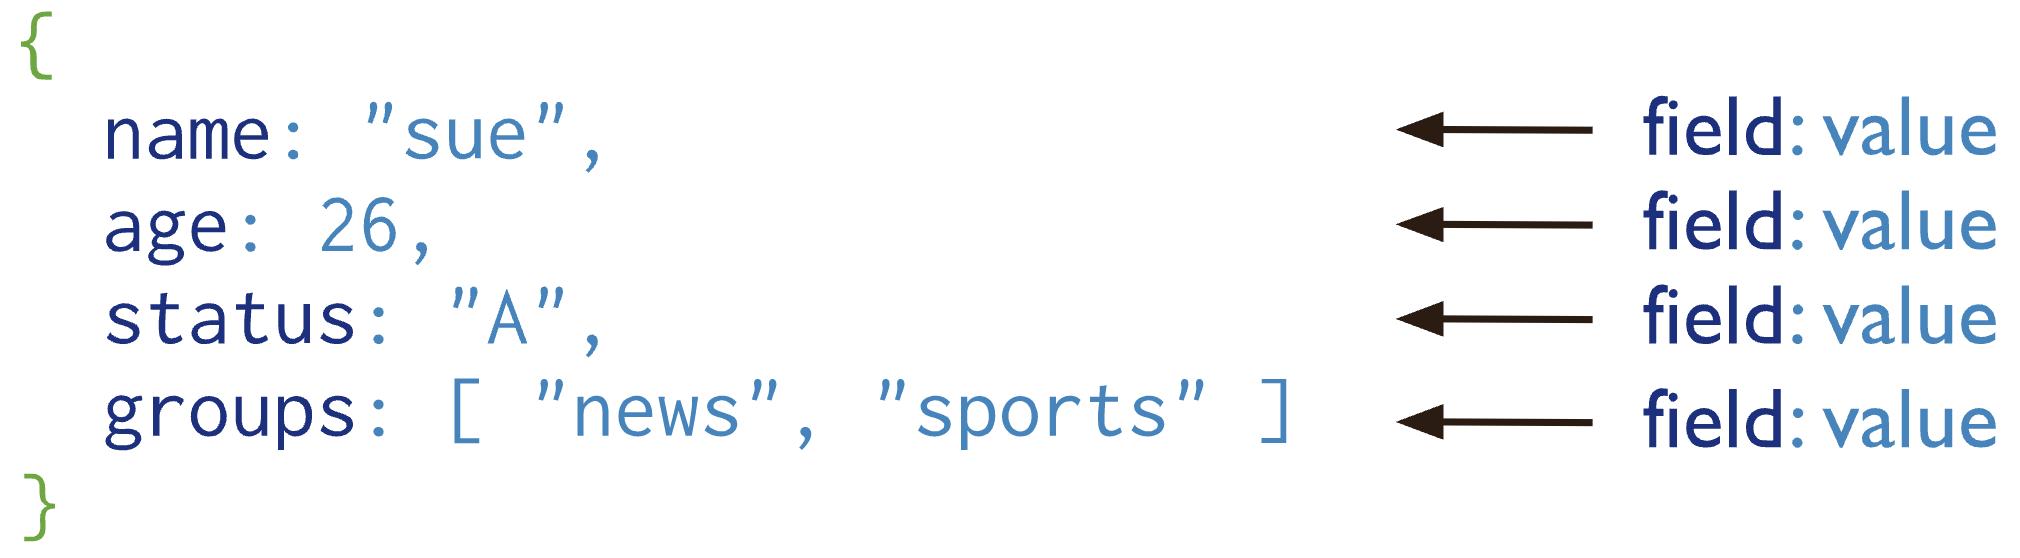 {
name: "sue", field: value
age: 26, field: value
status: "A", field: value
groups: [ "news", "sports" ] field: value
}